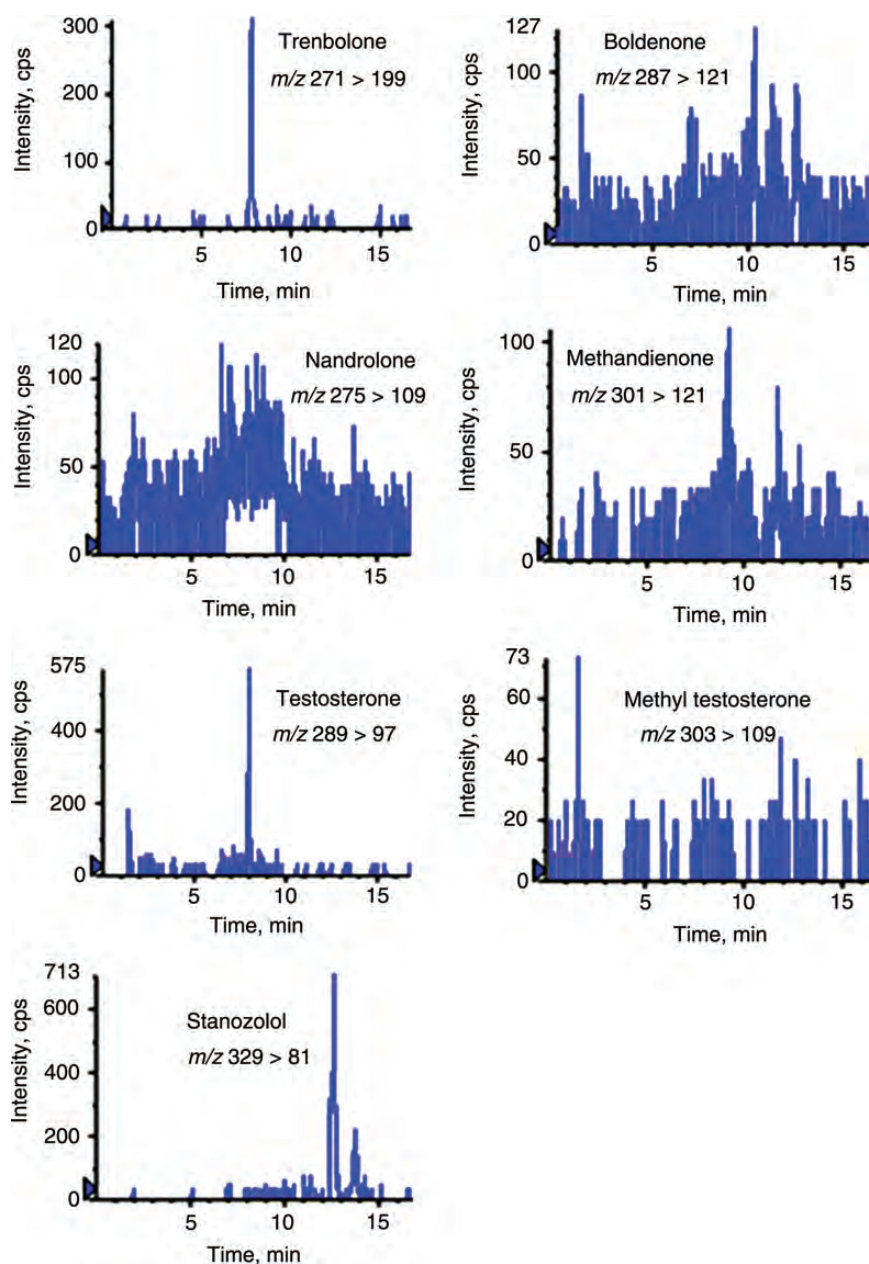 Trenbolone
m/z 271 > 199
Intensity, cps
300
200
100
0
5
10
15
Time, min
Boldenone
m/z 287 > 121
Intensity, cps
127
100
50
0
5
10
15
Time, min
Nandrolone
m/z 275 > 109
Intensity, cps
120
100
50
0
5
10
15
Time, min
Methandienone
m/z 301 > 121
Intensity, cps
100
50
0
5
10
15
Time, min
Testosterone
m/z 289 > 97
Intensity, cps
575
400
200
0
5
10
15
Time, min
Methyl testosterone
m/z 303 > 109
Intensity, cps
73
60
40
20
0
5
10
15
Time, min
Stanozolol
m/z 329 > 81
Intensity, cps
713
600
400
200
0
5
10
15
Time, min